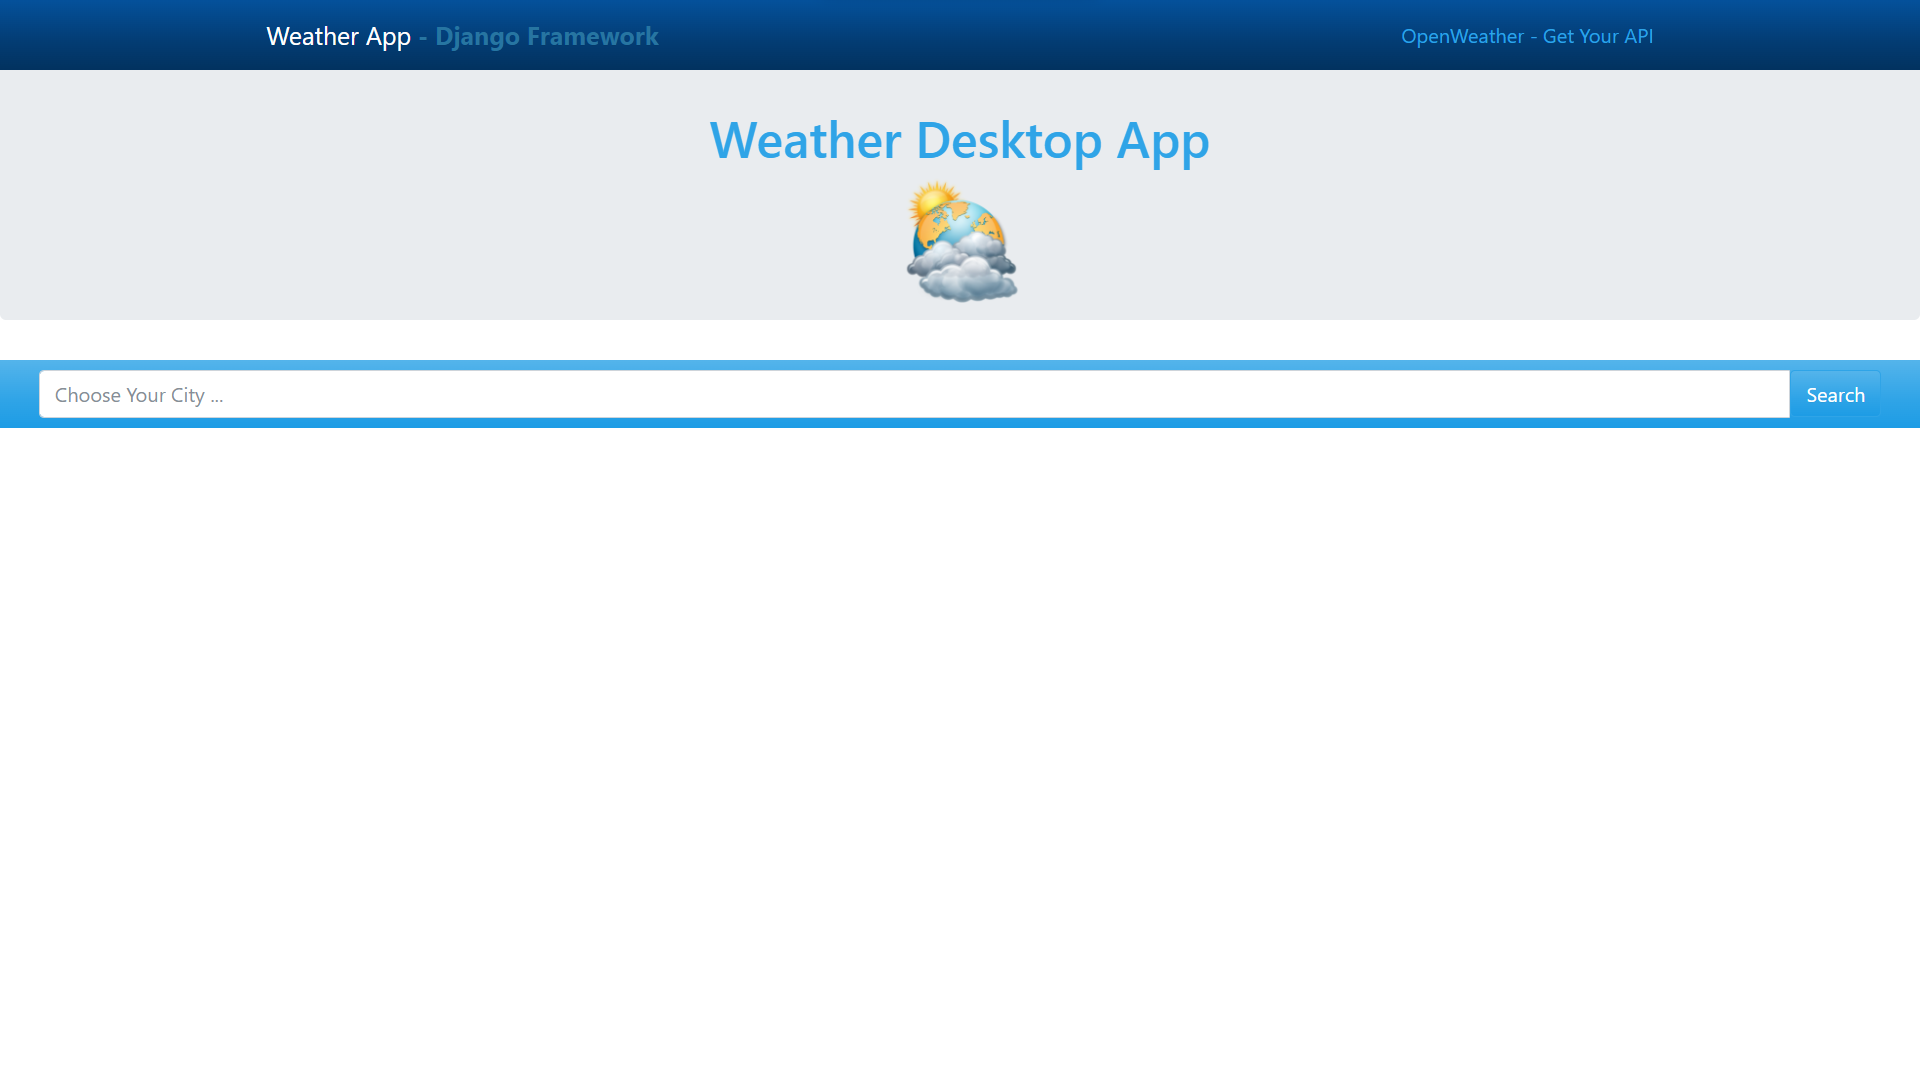 Weather App - Django Framework
OpenWeather - Get Your API
Weather Desktop App
Choose Your City ...
Search